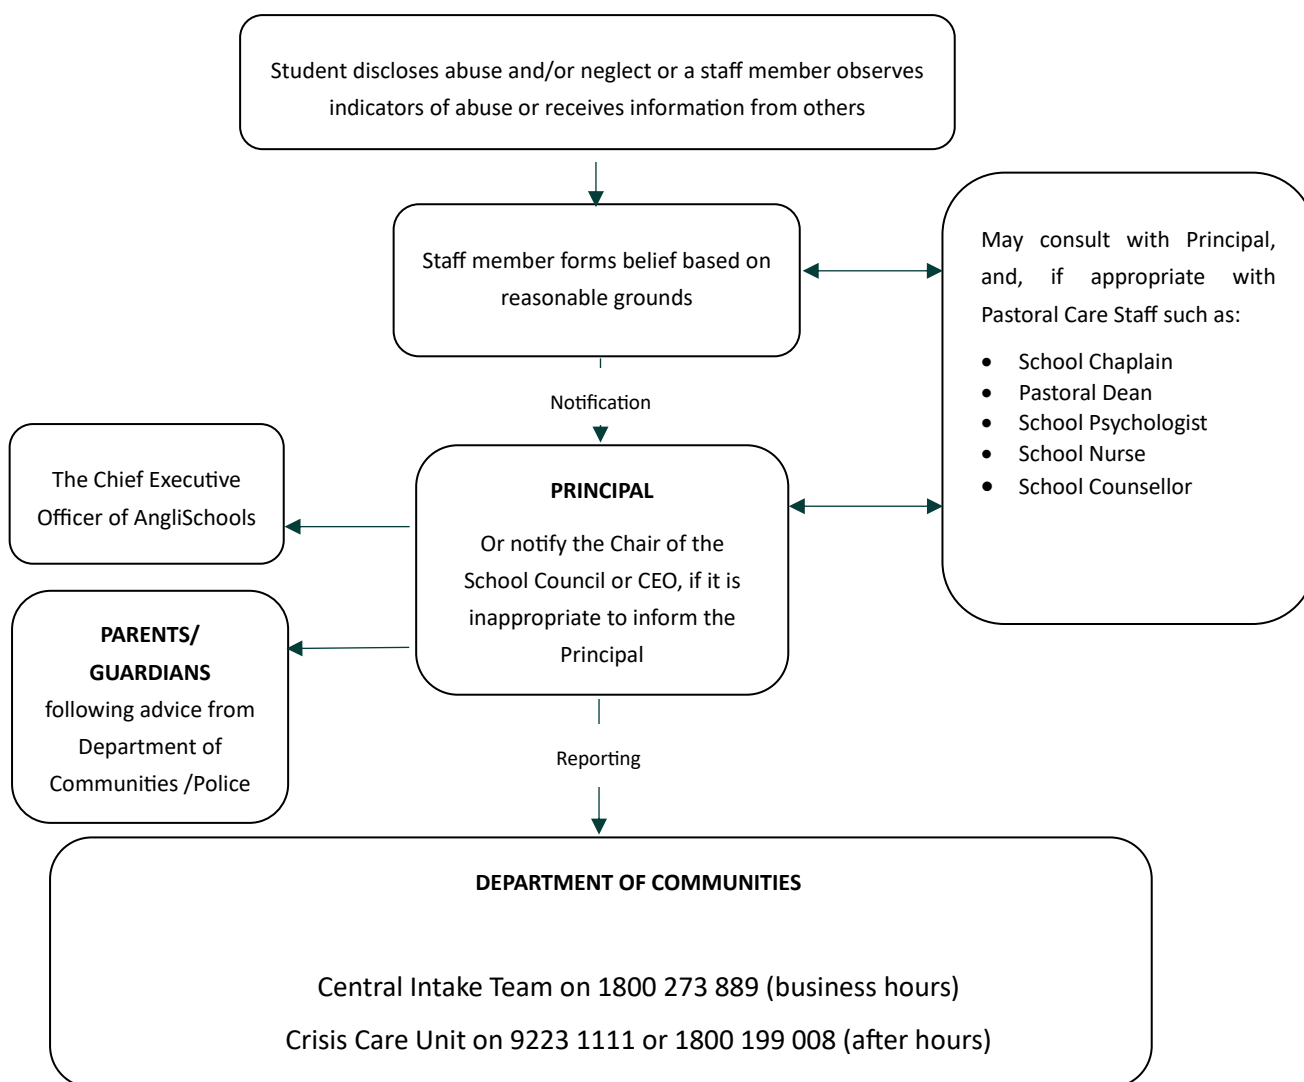 Student discloses abuse and/or neglect or a staff member observes
indicators of abuse or receives information from others
Staff member forms belief based on
reasonable grounds
May consult with Principal,
and, if appropriate with
Pastoral Care Staff such as:
• School Chaplain
• Pastoral Dean
• School Psychologist
• School Nurse
• School Counsellor
Notification
The Chief Executive
Officer of AngliSchools
PRINCIPAL
Or notify the Chair of the
School Council or CEO, if it is
inappropriate to inform the
Principal
PARENTS/
GUARDIANS
following advice from
Department of
Communities /Police
Reporting
DEPARTMENT OF COMMUNITIES
Central Intake Team on 1800 273 889 (business hours)
Crisis Care Unit on 9223 1111 or 1800 199 008 (after hours)